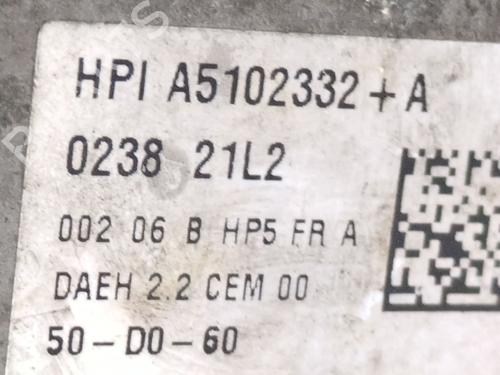 HPI A5102332+A
0238 21L2
002 06 B HP5 FR A
DAEH 2.2 CEM 00
50-D0-60